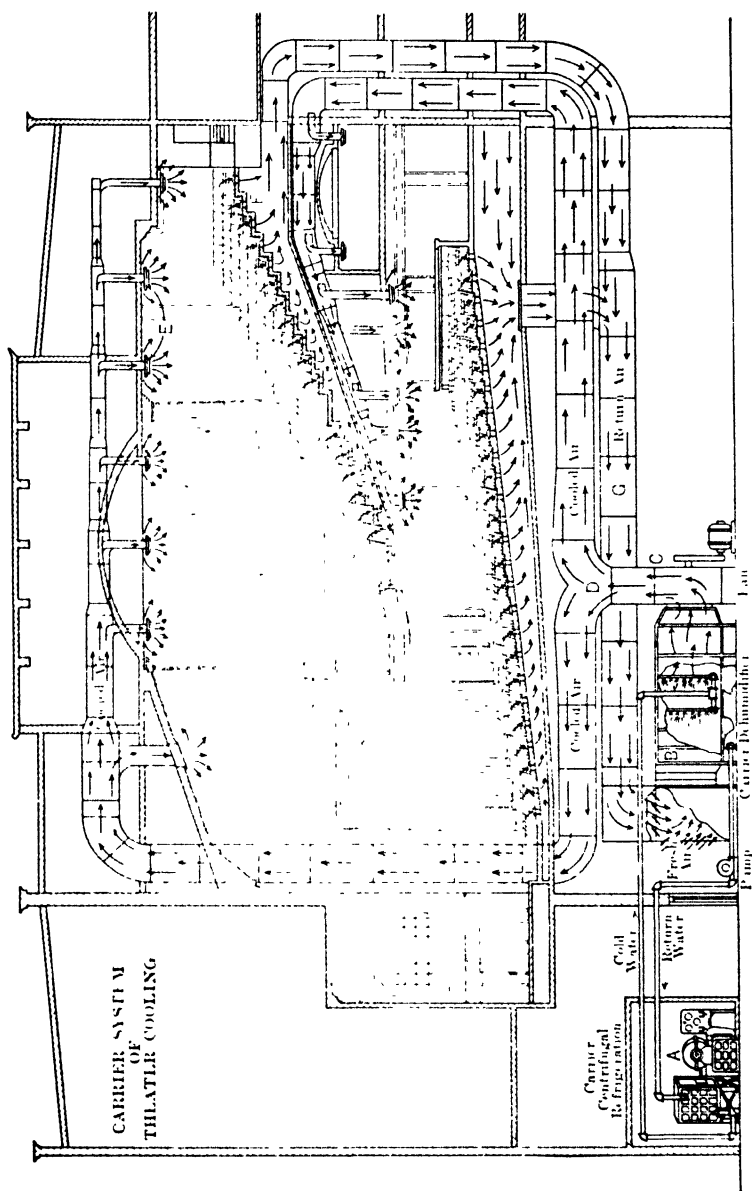 CARRIER SYSTEM
OF
THEATER COOLING
E
Cooled Air
D
Cooled Air
G
Return Air
C
B
Fan
Carrier Dehumidifier
Fresh
Air
Pump
Cold
Water
Return
Water
Carrier
Centrifugal
Refrigeration
A